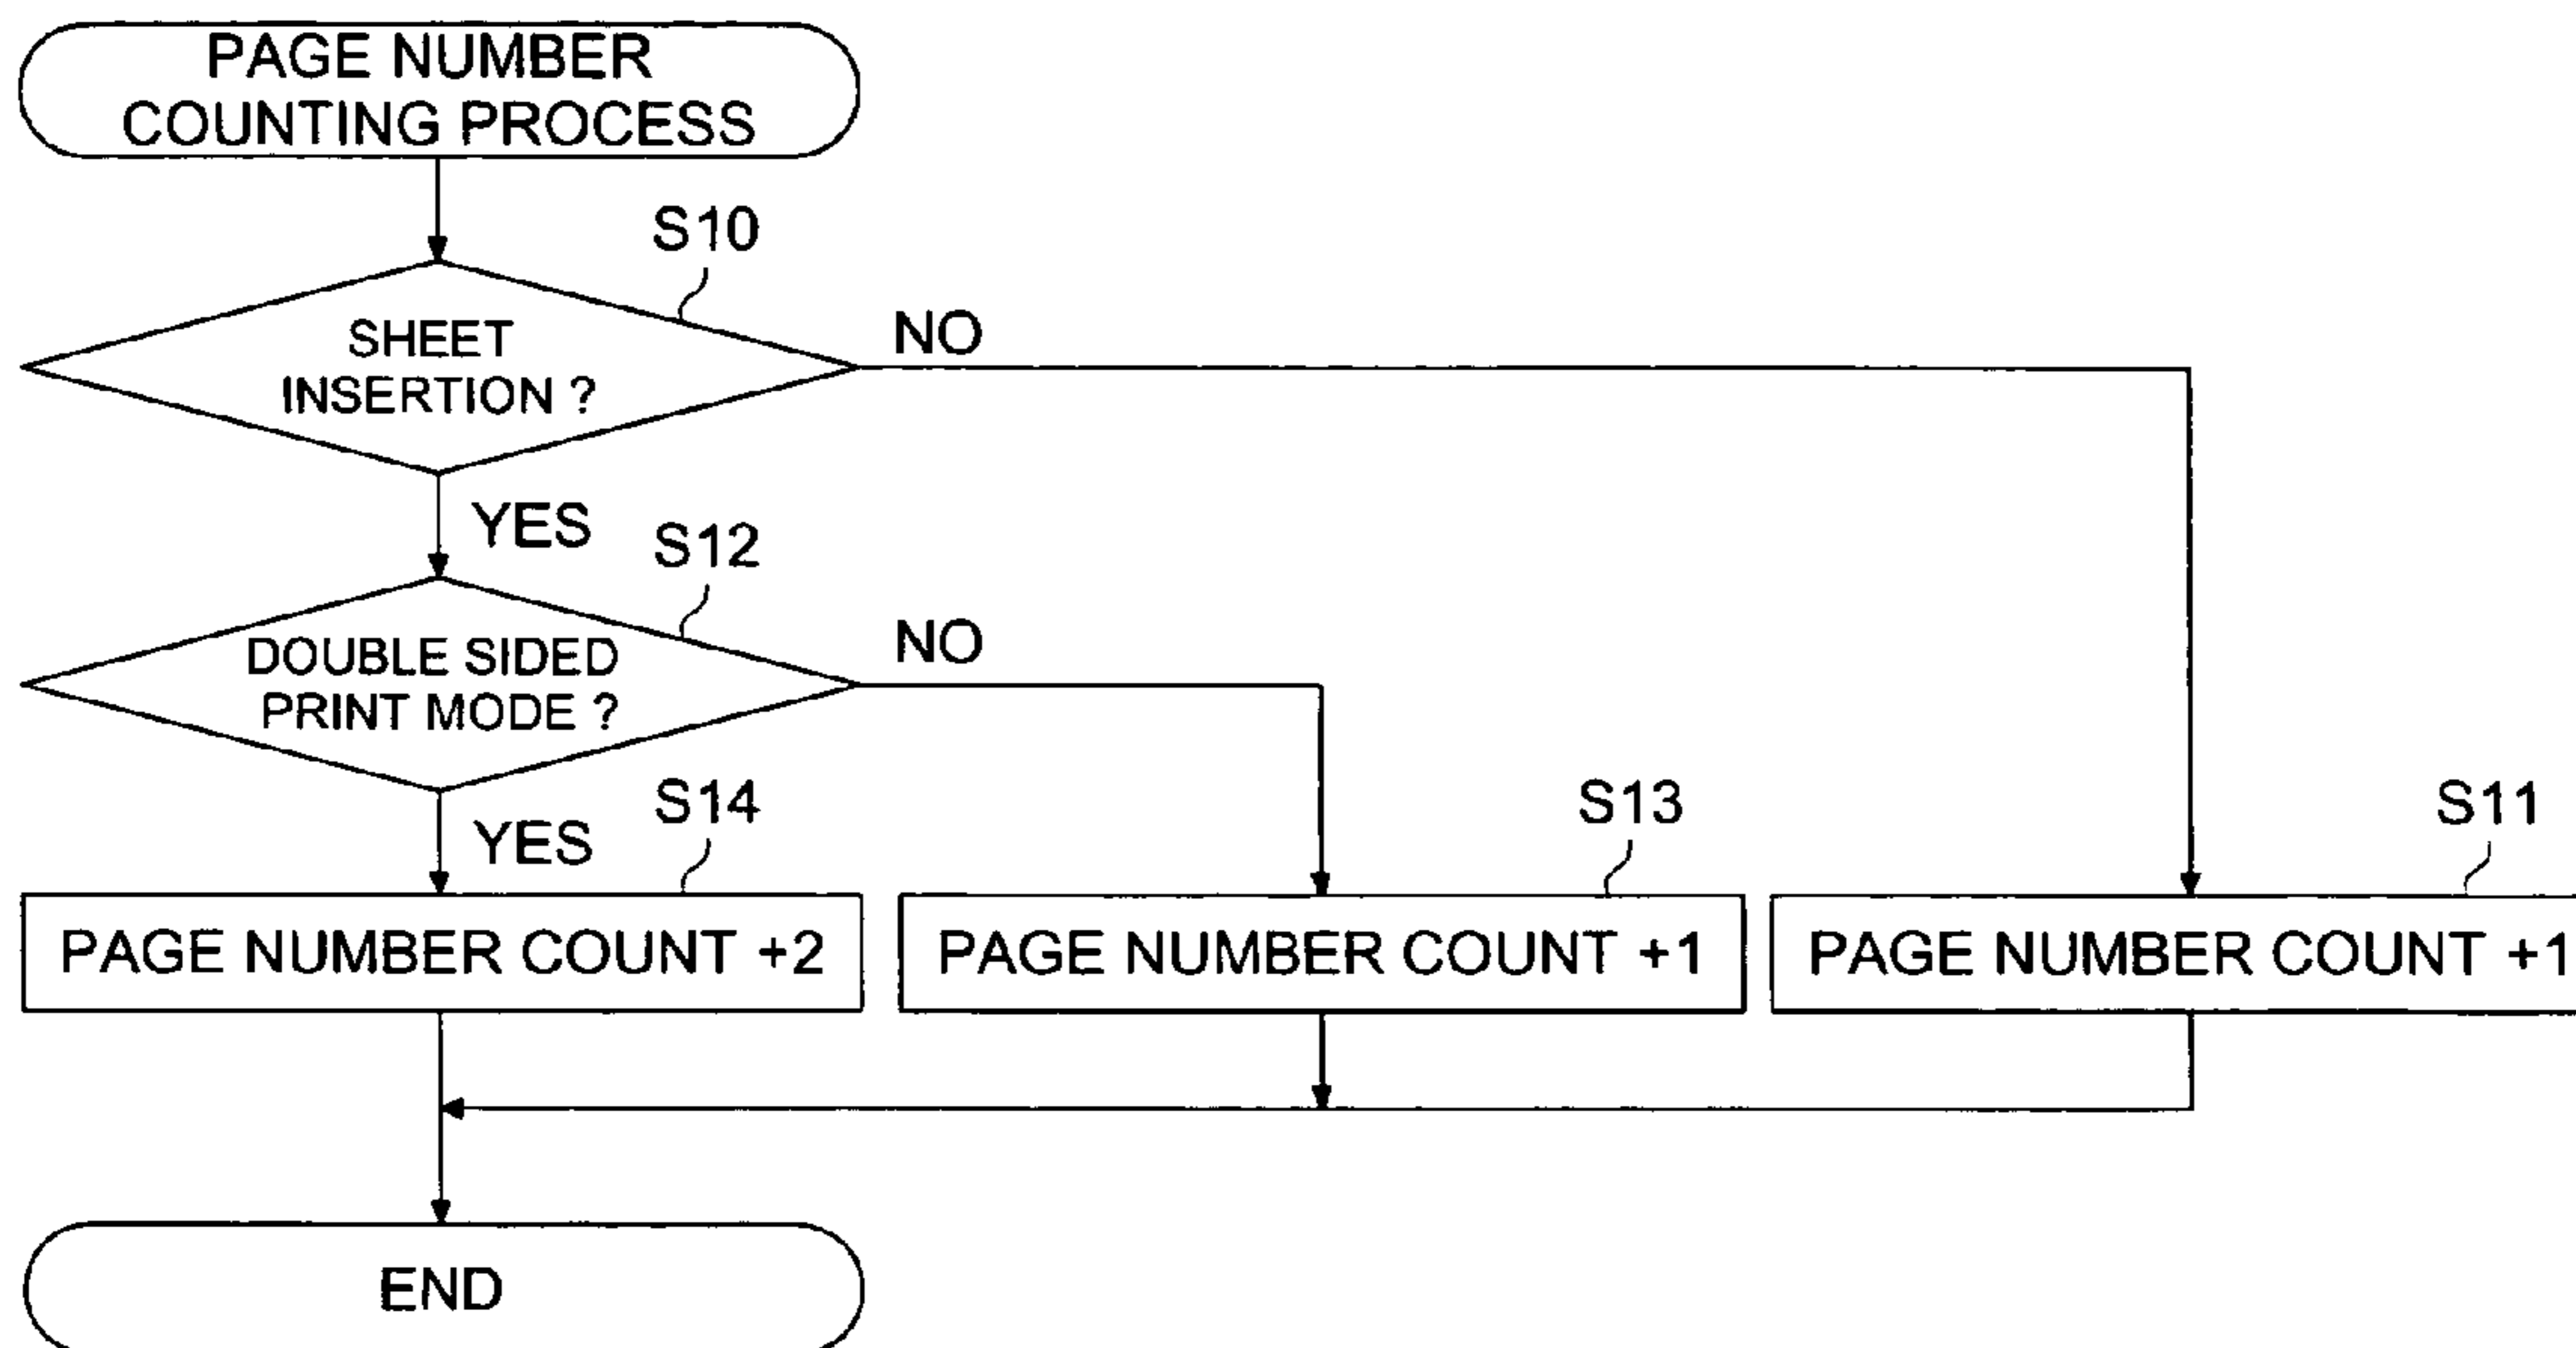 PAGE NUMBER
COUNTING PROCESS
S10
SHEET
INSERTION ?
NO
YES
S12
DOUBLE SIDED
PRINT MODE ?
NO
YES
S14
S13
S11
PAGE NUMBER COUNT +2
PAGE NUMBER COUNT +1
PAGE NUMBER COUNT +1
END